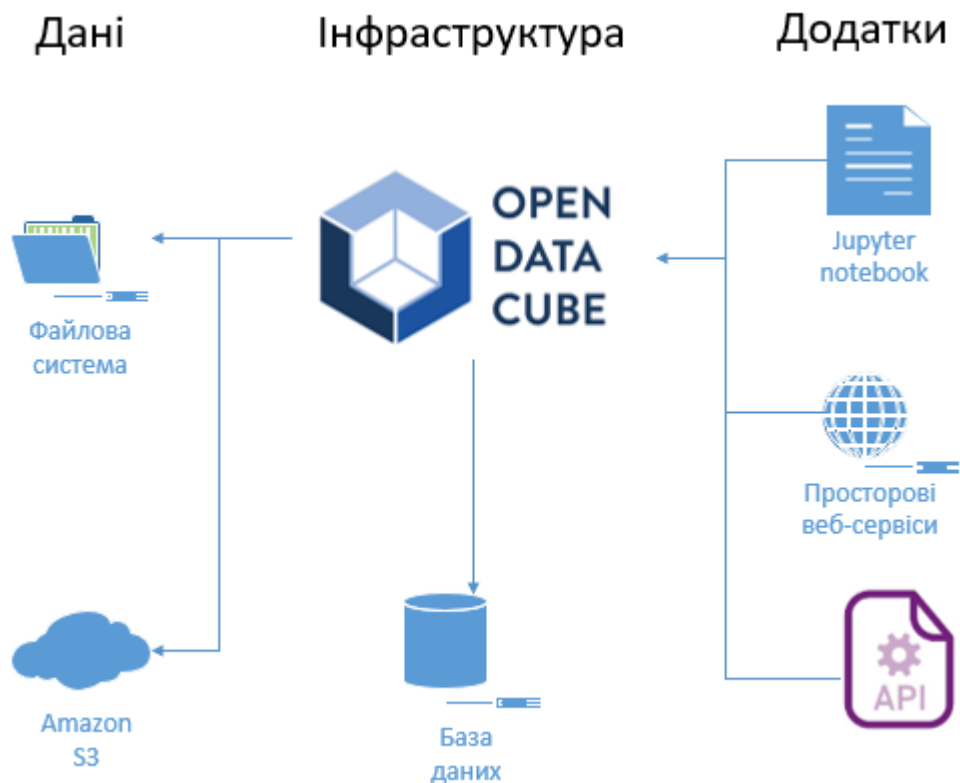 Дані
Інфраструктура
Додатки
OPEN
DATA
CUBE
Файлова
система
Amazon
S3
База
даних
Jupyter
notebook
Просторові
веб-сервіси
API